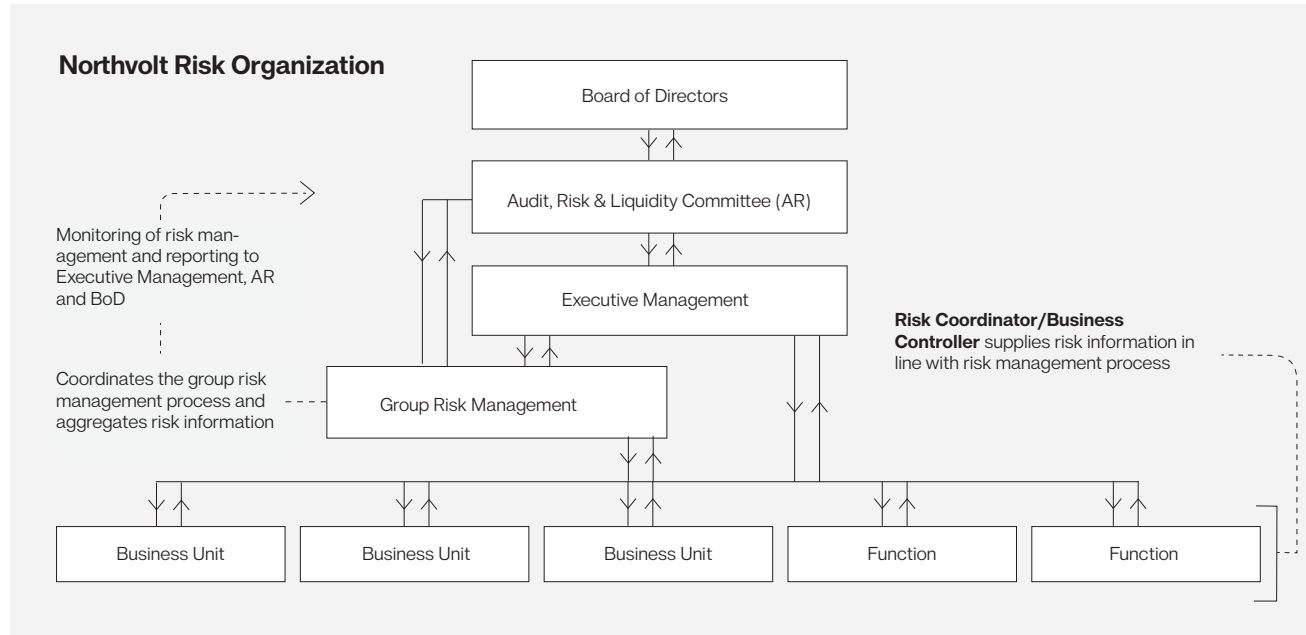 Northvolt Risk Organization
Board of Directors
Audit, Risk & Liquidity Committee (AR)
Monitoring of risk man-
agement and reporting to
Executive Management, AR
and BoD
Executive Management
Risk Coordinator/Business
Controller supplies risk information in
line with risk management process
Coordinates the group risk
management process and
aggregates risk information
Group Risk Management
Business Unit
Business Unit
Business Unit
Function
Function